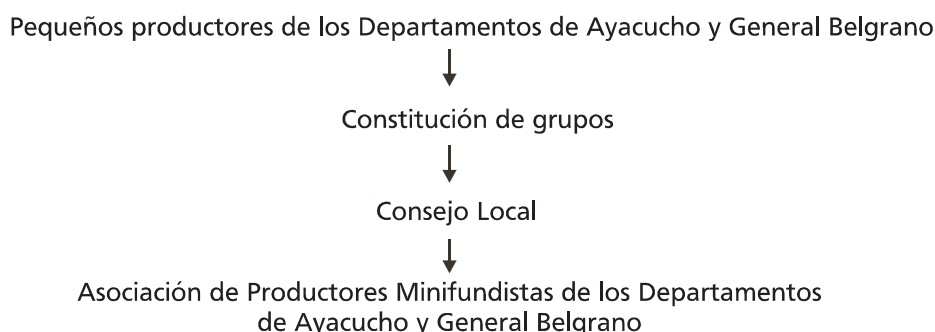 Pequeños productores de los Departamentos de Ayacucho y General Belgrano
Constitución de grupos
Consejo Local
Asociación de Productores Minifundistas de los Departamentos
de Ayacucho y General Belgrano